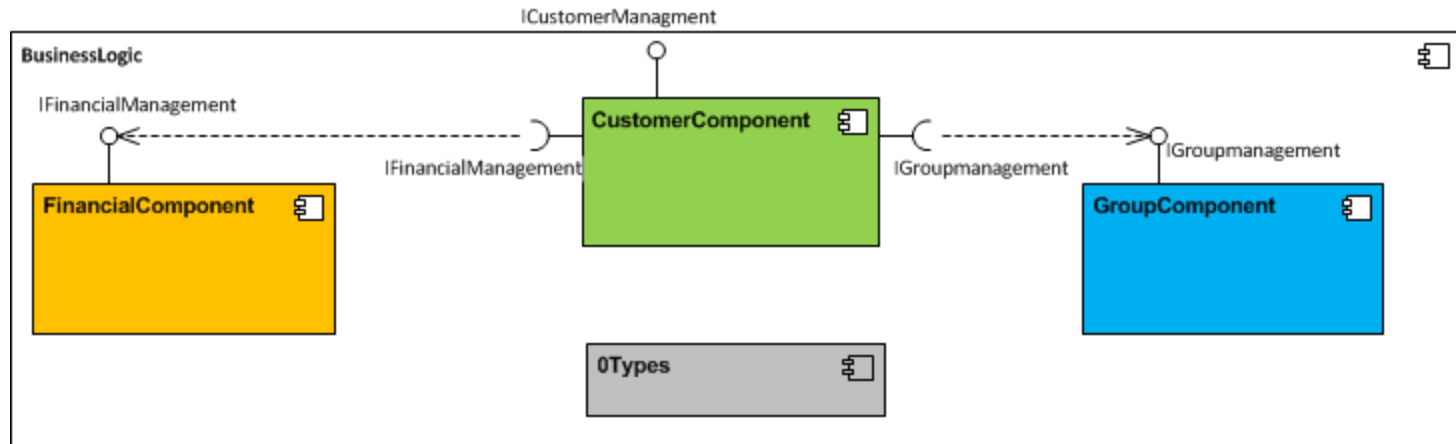 ICustomerManagment
BusinessLogic
IFinancialManagement
CustomerComponent
IFinancialManagement
IGroupmanagement
IGroupmanagement
FinancialComponent
GroupComponent
0Types